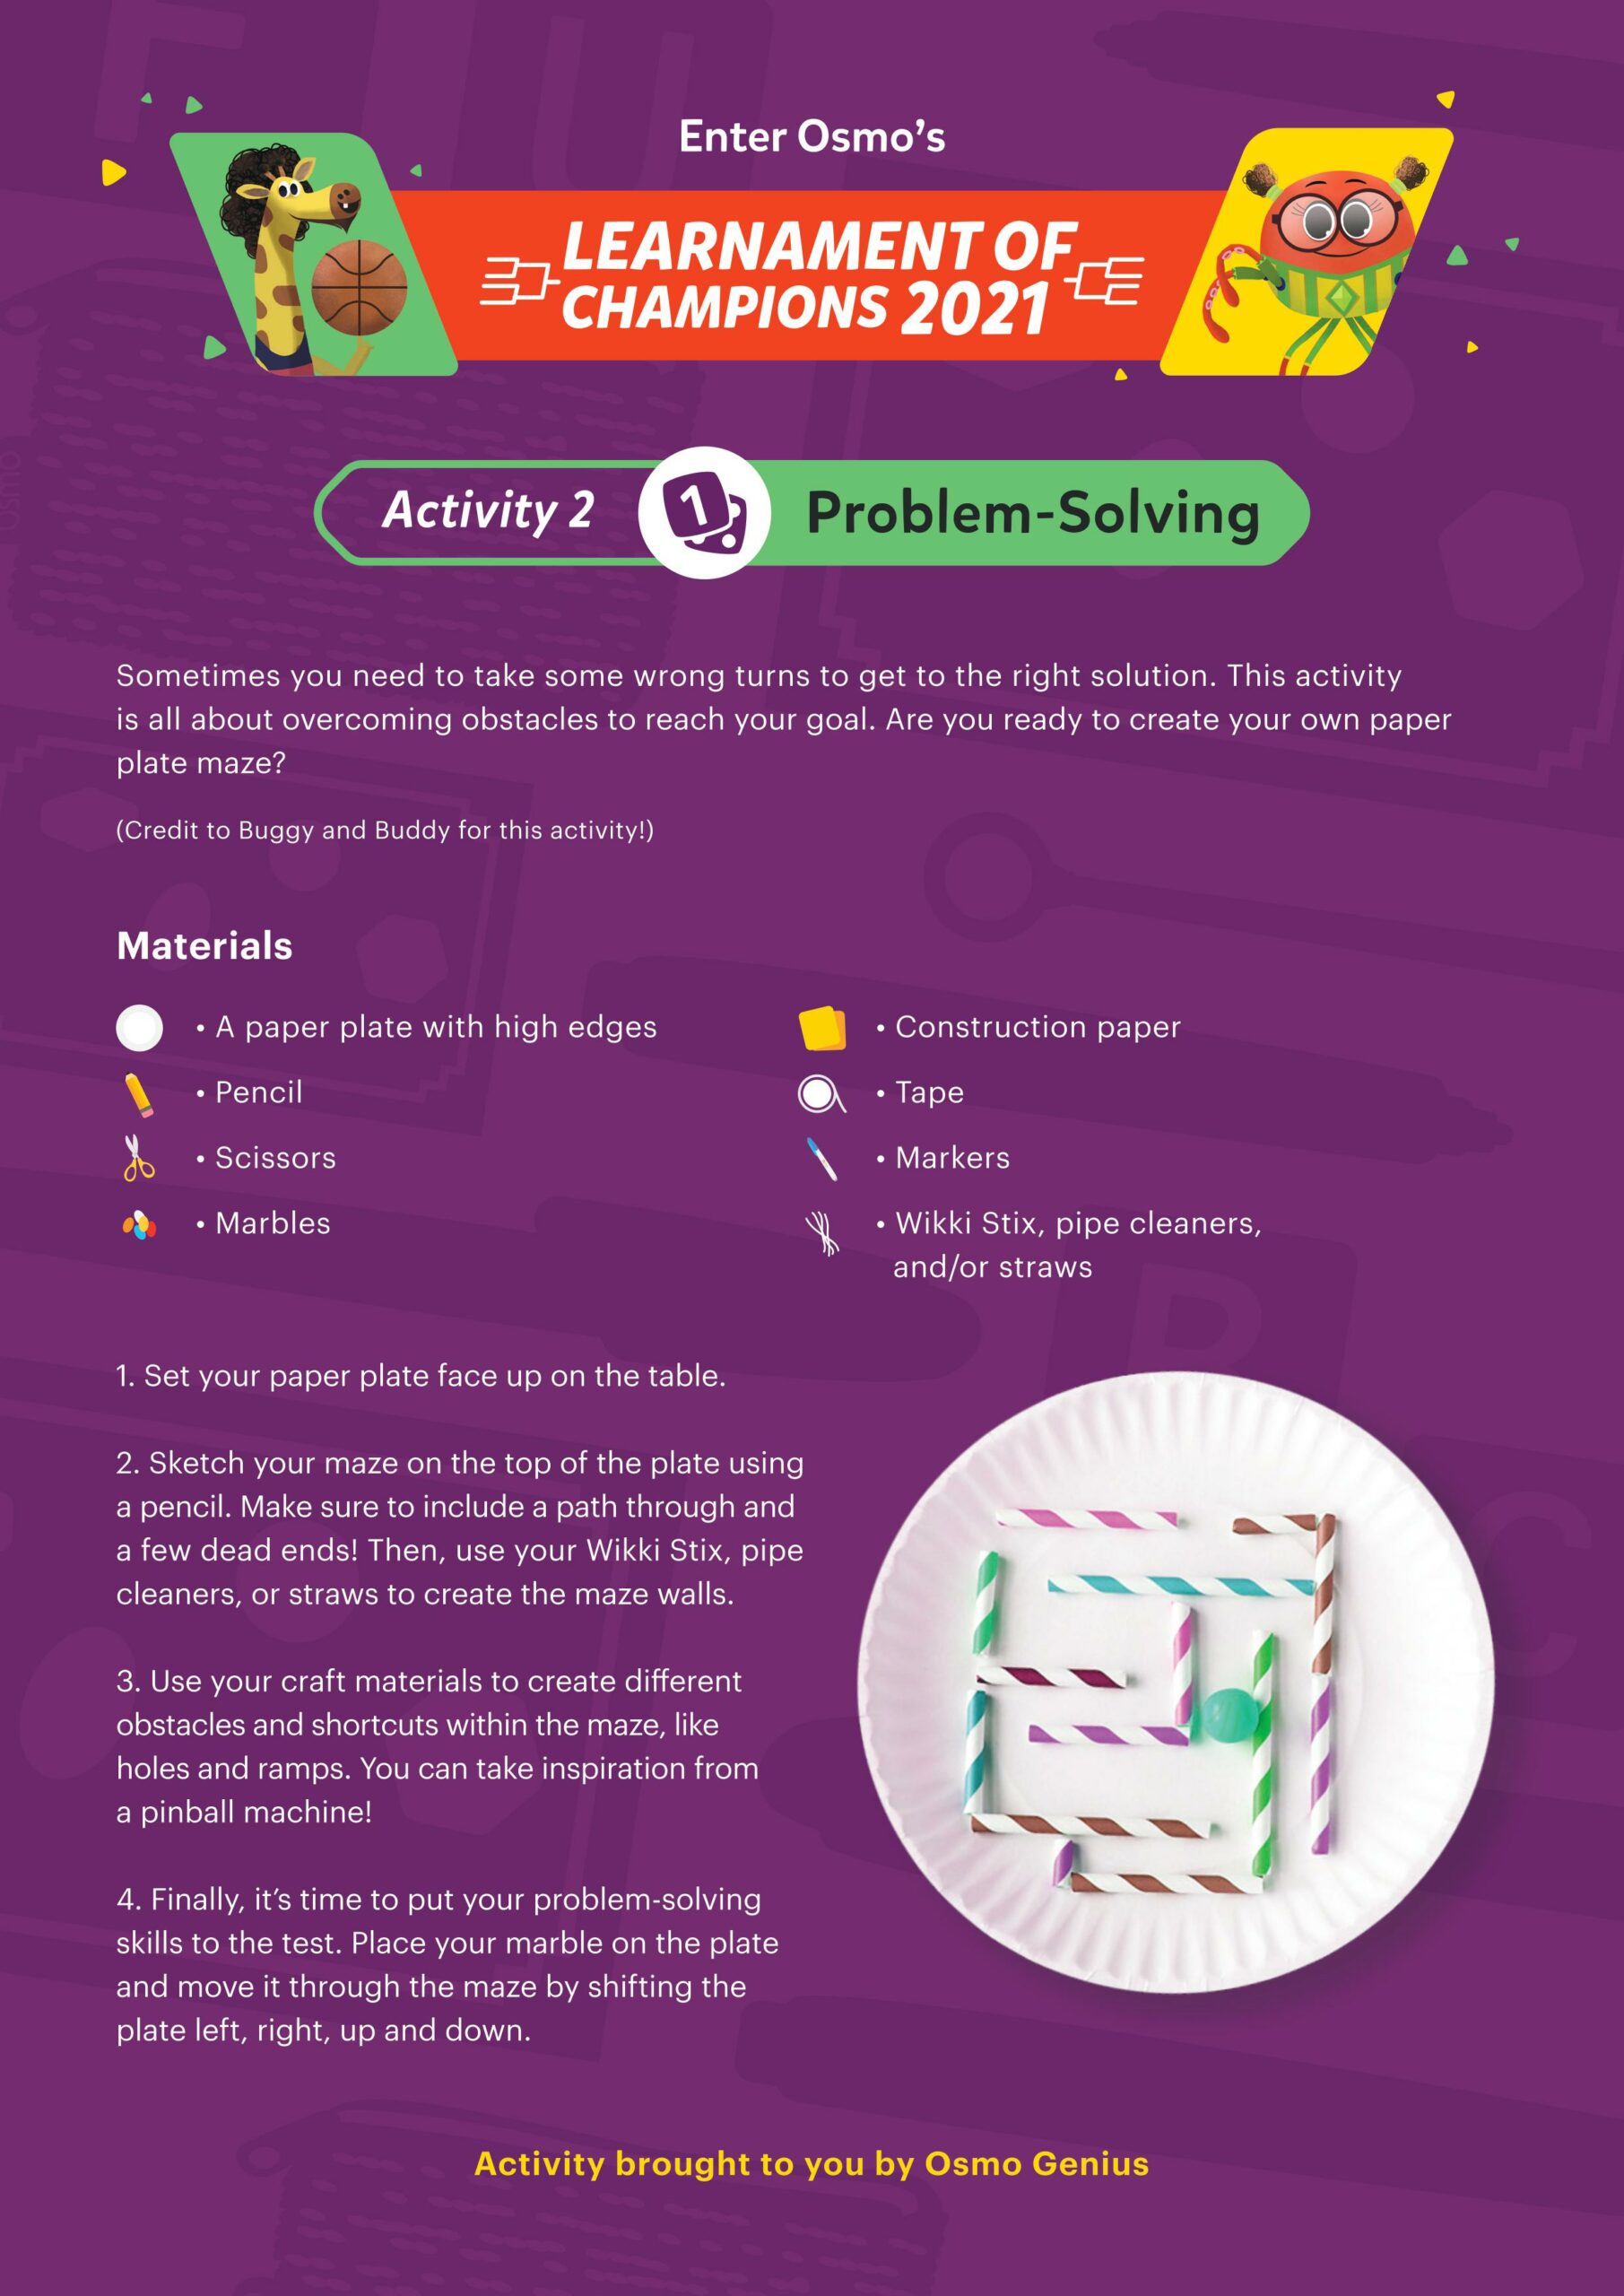 Enter Osmo's
LEARNAMENT OF
CHAMPIONS 2021
Activity 2
1
Problem-Solving
Sometimes you need to take some wrong turns to get to the right solution. This activity
is all about overcoming obstacles to reach your goal. Are you ready to create your own paper
plate maze?
(Credit to Buggy and Buddy for this activity!)
Materials
• A paper plate with high edges
• Pencil
• Scissors
• Marbles
• Construction paper
• Tape
• Markers
• Wikki Stix, pipe cleaners,
and/or straws
1. Set your paper plate face up on the table.
2. Sketch your maze on the top of the plate using
a pencil. Make sure to include a path through and
a few dead ends! Then, use your Wikki Stix, pipe
cleaners, or straws to create the maze walls.
3. Use your craft materials to create different
obstacles and shortcuts within the maze, like
holes and ramps. You can take inspiration from
a pinball machine!
4. Finally, it's time to put your problem-solving
skills to the test. Place your marble on the plate
and move it through the maze by shifting the
plate left, right, up and down.
Activity brought to you by Osmo Genius